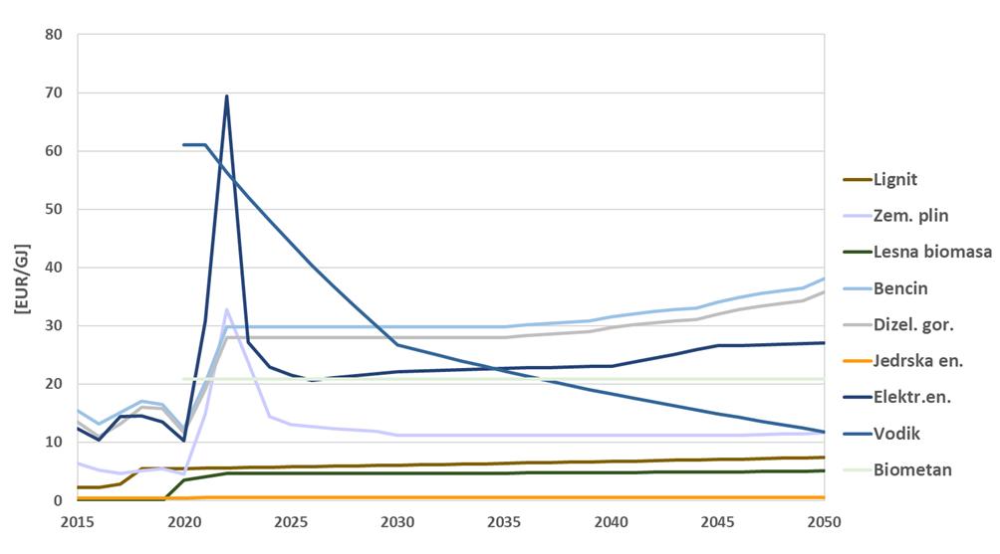 80
70
60
50
40
30
20
10
0
[EUR/GJ]
2015 2020 2025 2030 2035 2040 2045 2050
Lignit
Zem. plin
Lesna biomasa
Bencin
Dizel. gor.
Jedrska en.
Elektr.en.
Vodik
Biometan